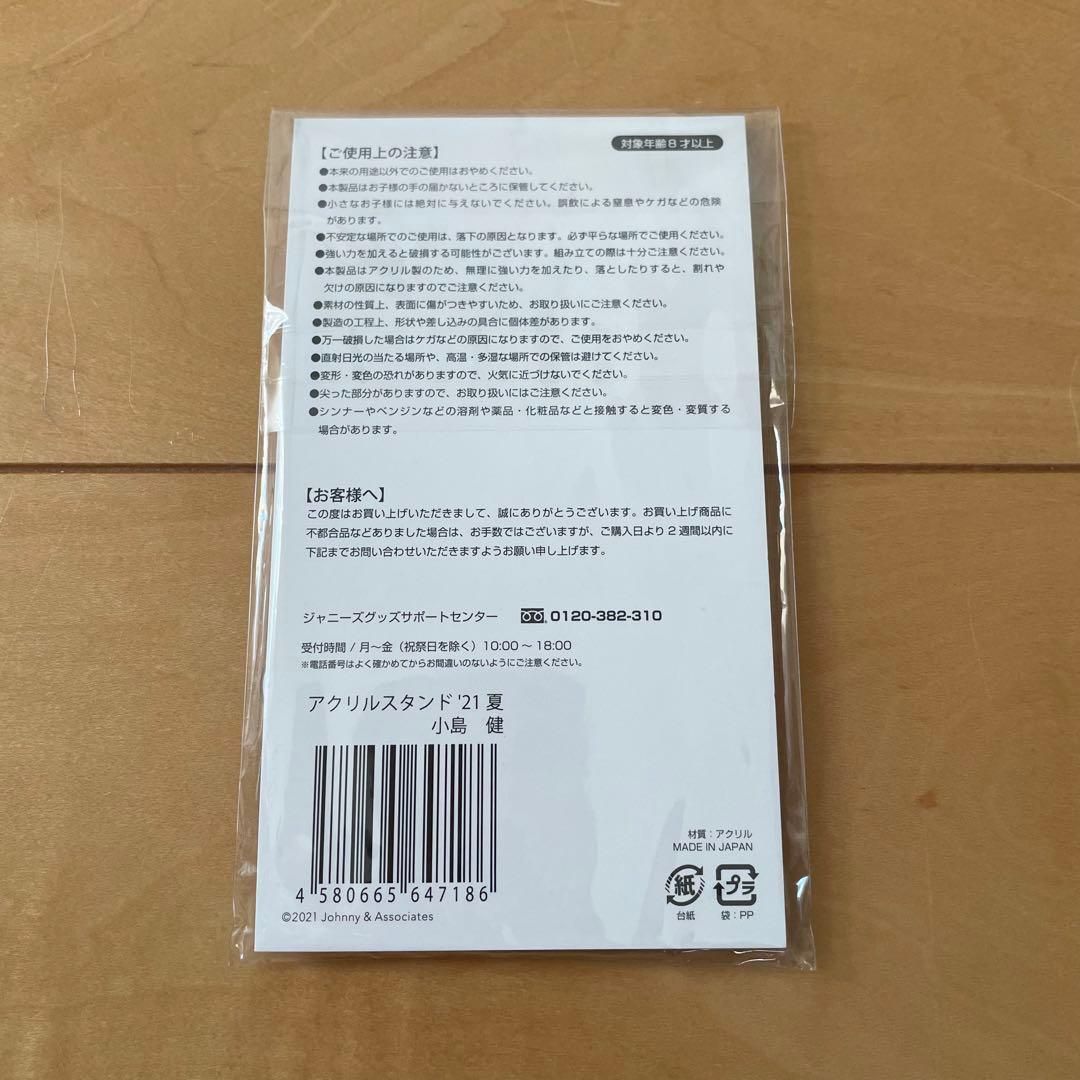 【ご使用上の注意】
対象年齢8才以上
●本来の用途以外でのご使用はおやめください。
●本製品はお子様の手の届かないところに保管してください。
●小さなお子様には絶対に与えないでください。誤飲による窒息やケガなどの危険
があります。
●不安定な場所でのご使用は、落下の原因となります。必ず平らな場所でご使用ください。
●強い力を加えると破損する可能性がございます。組み立ての際は十分ご注意ください。
●本製品はアクリル製のため、無理に強い力を加えたり、落としたりすると、割れや
欠けの原因になりますのでご注意ください。
●素材の性質上、表面に傷がつきやすいため、お取り扱いにご注意ください。
●製造の工程上、形状や差し込みの具合に個体差があります。
●万一破損した場合はケガなどの原因になりますので、ご使用をおやめください。
●直射日光の当たる場所や、高温・多湿な場所での保管は避けてください。
●変形・変色の恐れがありますので、火気に近づけないでください。
●尖った部分がありますので、お取り扱いにはご注意ください。
●シンナーやベンジンなどの溶剤や薬品・化粧品などと接触すると変色・変質する
場合があります。
【お客様へ】
この度はお買い上げいただきまして、誠にありがとうございます。お買い上げ商品に
不都合品などありました場合は、お手数ではございますが、ご購入日より2週間以内に
下記までお問い合わせいただきますようお願い申し上げます。
ジャニーズグッズサポートセンター 0120-382-310
受付時間 / 月〜金（祝祭日を除く）10:00 〜 18:00
※電話番号はよく確かめてからお間違いのないようにご注意ください。
アクリルスタンド '21 夏
小島 健
4 580665 647186
©2021 Johnny & Associates
材質：アクリル
MADE IN JAPAN
紙 プラ
台紙 袋：PP